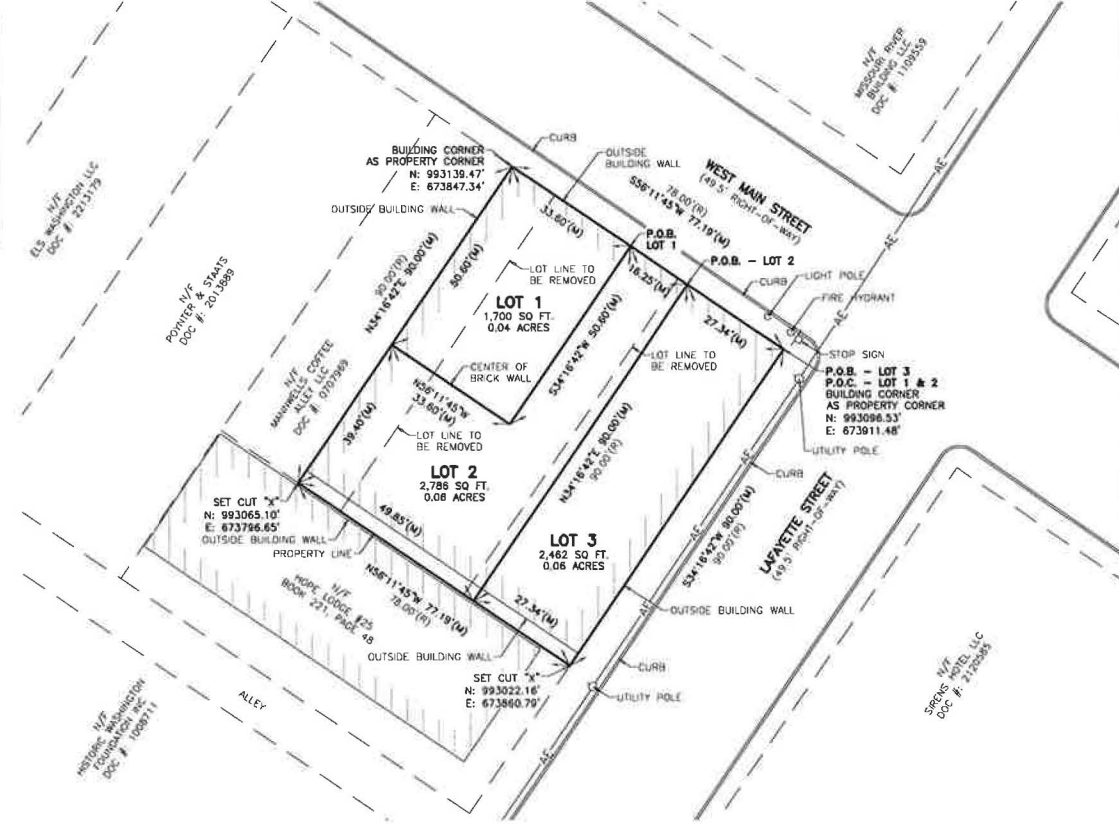 N/F
MISSOURI RIVER
BUILDING LLC
DOC #: 1109559
CURB
BUILDING CORNER
AS PROPERTY CORNER
N: 993139.47'
E: 673847.34'
OUTSIDE
BUILDING WALL
WEST MAIN STREET
(49.5' RIGHT-OF-WAY)
78.00'(R)
S56°11'45"W 77.19'(M)
N/F
ELS WASHINGTON LLC
DOC #: 2213179
OUTSIDE BUILDING WALL
33.60'(M)
P.O.B.
LOT 1
P.O.B. - LOT 2
AE
AE
N/F
POYNTER & STAATS
DOC #: 2013889
90.00'(R)
N34°16'42"E 90.00'(M)
50.60'(M)
LOT LINE TO
BE REMOVED
16.25'(M)
CURB
LIGHT POLE
FIRE HYDRANT
AE
LOT 1
1,700 SQ FT.
0.04 ACRES
S34°16'42"W 50.60'(M)
27.34'(M)
STOP SIGN
P.O.B. - LOT 3
P.O.C. - LOT 1 & 2
BUILDING CORNER
AS PROPERTY CORNER
N: 993096.53'
E: 673911.48'
UTILITY POLE
LOT LINE TO
BE REMOVED
CENTER OF
BRICK WALL
N56°11'45"W
33.60'(M)
N/F
MANIWELLS COFFEE
ALLEY LLC
DOC #: 0707969
39.40'(M)
LOT LINE TO
BE REMOVED
N34°16'42"E 90.00'(M)
90.00'(R)
LOT 2
2,786 SQ FT.
0.06 ACRES
AE
CURB
SET CUT "X"
N: 993065.10'
E: 673796.65'
OUTSIDE BUILDING WALL
PROPERTY LINE
49.85'(M)
S34°16'42"W 90.00'(M)
90.00'(R)
LAFAYETTE STREET
(49.5' RIGHT-OF-WAY)
AE
LOT 3
2,462 SQ FT.
0.06 ACRES
N56°11'45"W 77.19'(M)
78.00'(R)
N/F
HOPE LODGE #25
BOOK 221, PAGE 48
27.34'(M)
AE
OUTSIDE BUILDING WALL
OUTSIDE BUILDING WALL
CURB
SET CUT "X"
N: 993022.16'
E: 673860.79'
UTILITY POLE
ALLEY
N/F
HISTORIC WASHINGTON
FOUNDATION INC
DOC #: 1008711
N/F
SIRENS HOTEL LLC
DOC #: 2120585
AE